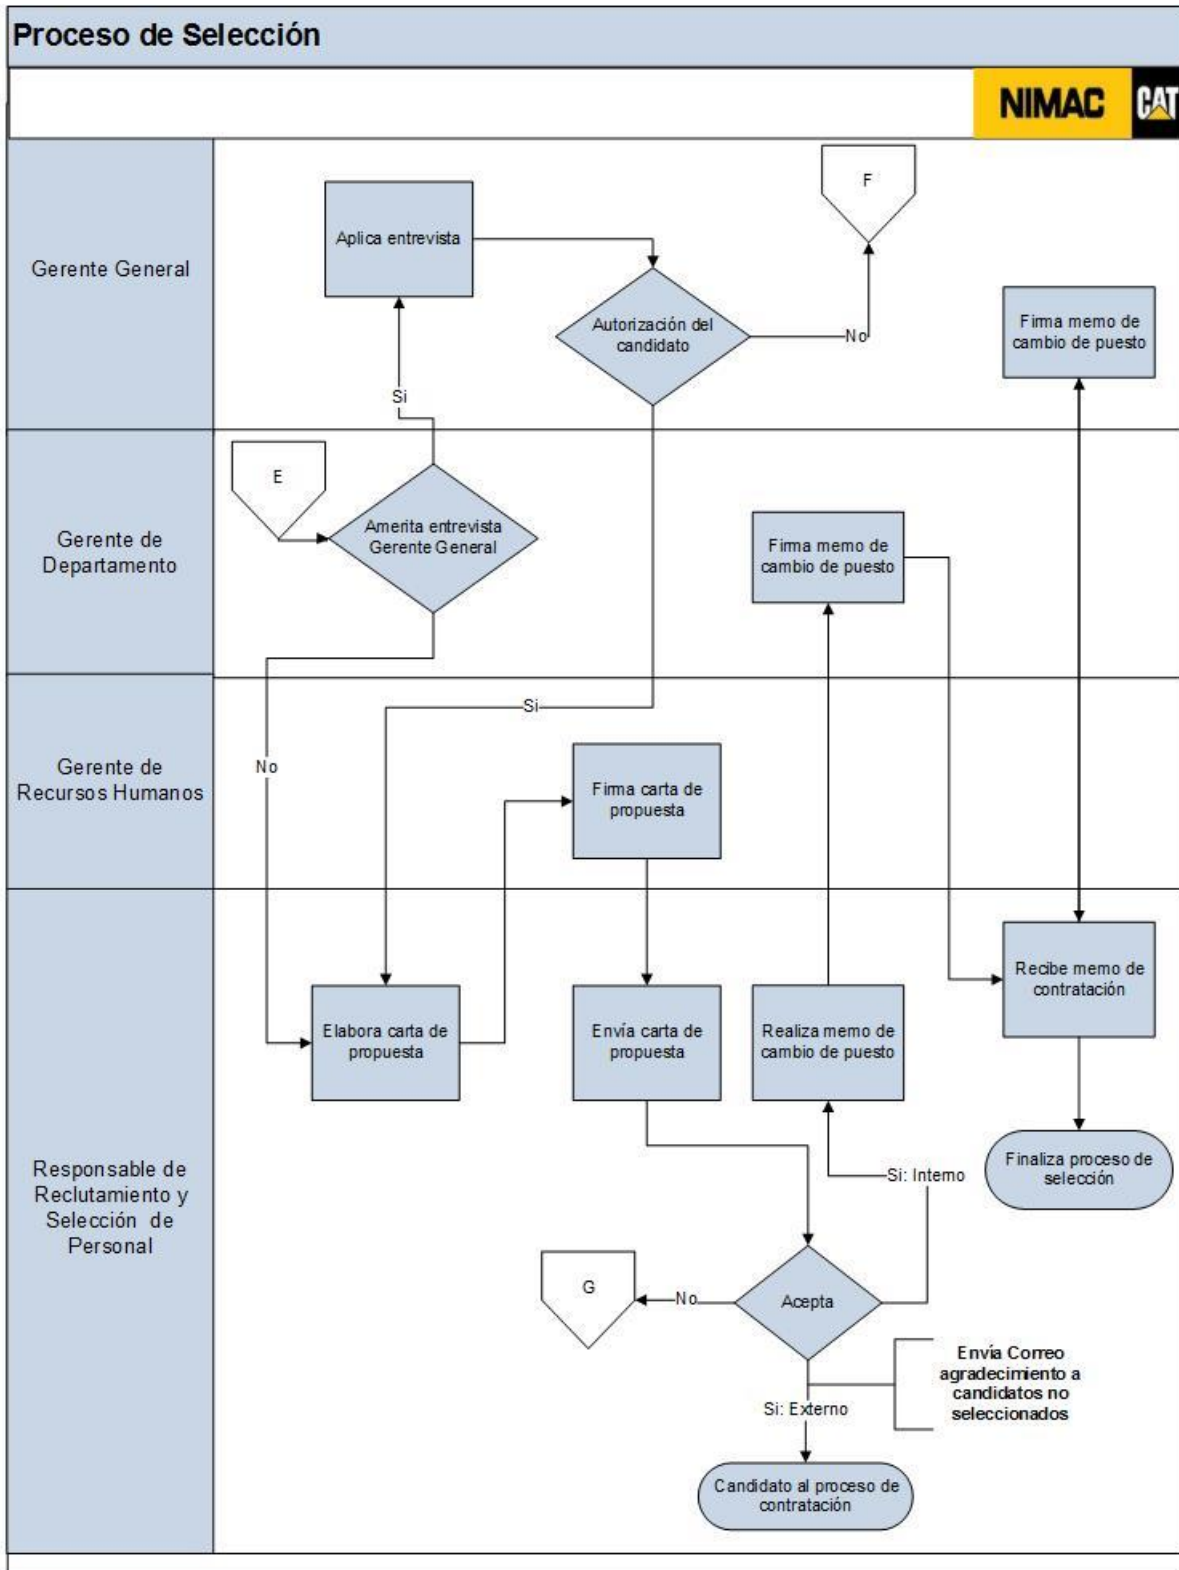 Proceso de Selección
NIMAC CAT
Gerente General
Aplica entrevista
F
Autorización del
candidato
No
Firma memo de
cambio de puesto
Si
Gerente de
Departamento
E
Amerita entrevista
Gerente General
Firma memo de
cambio de puesto
Si
Gerente de
Recursos Humanos
No
Firma carta de
propuesta
Responsable de
Reclutamiento y
Selección de
Personal
Elabora carta de
propuesta
Envía carta de
propuesta
Realiza memo de
cambio de puesto
Recibe memo de
contratación
Si: Interno
Finaliza proceso de
selección
G
No
Acepta
Envía Correo
agradecimiento a
candidatos no
seleccionados
Si: Externo
Candidato al proceso de
contratación